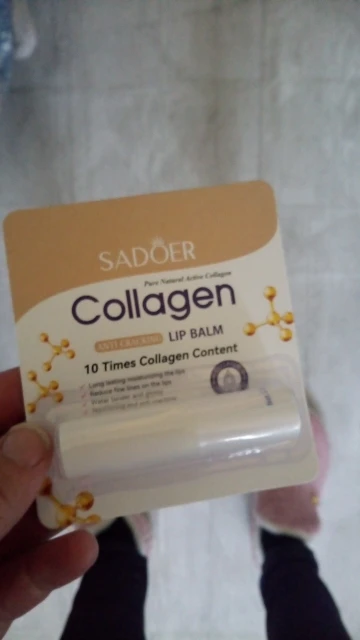 SADOER
Pure Natural Active Collagen
Collagen
ANTI CRACKING LIP BALM
10 Times Collagen Content
Long lasting moisturizing the lips
Reduce fine lines on the lips